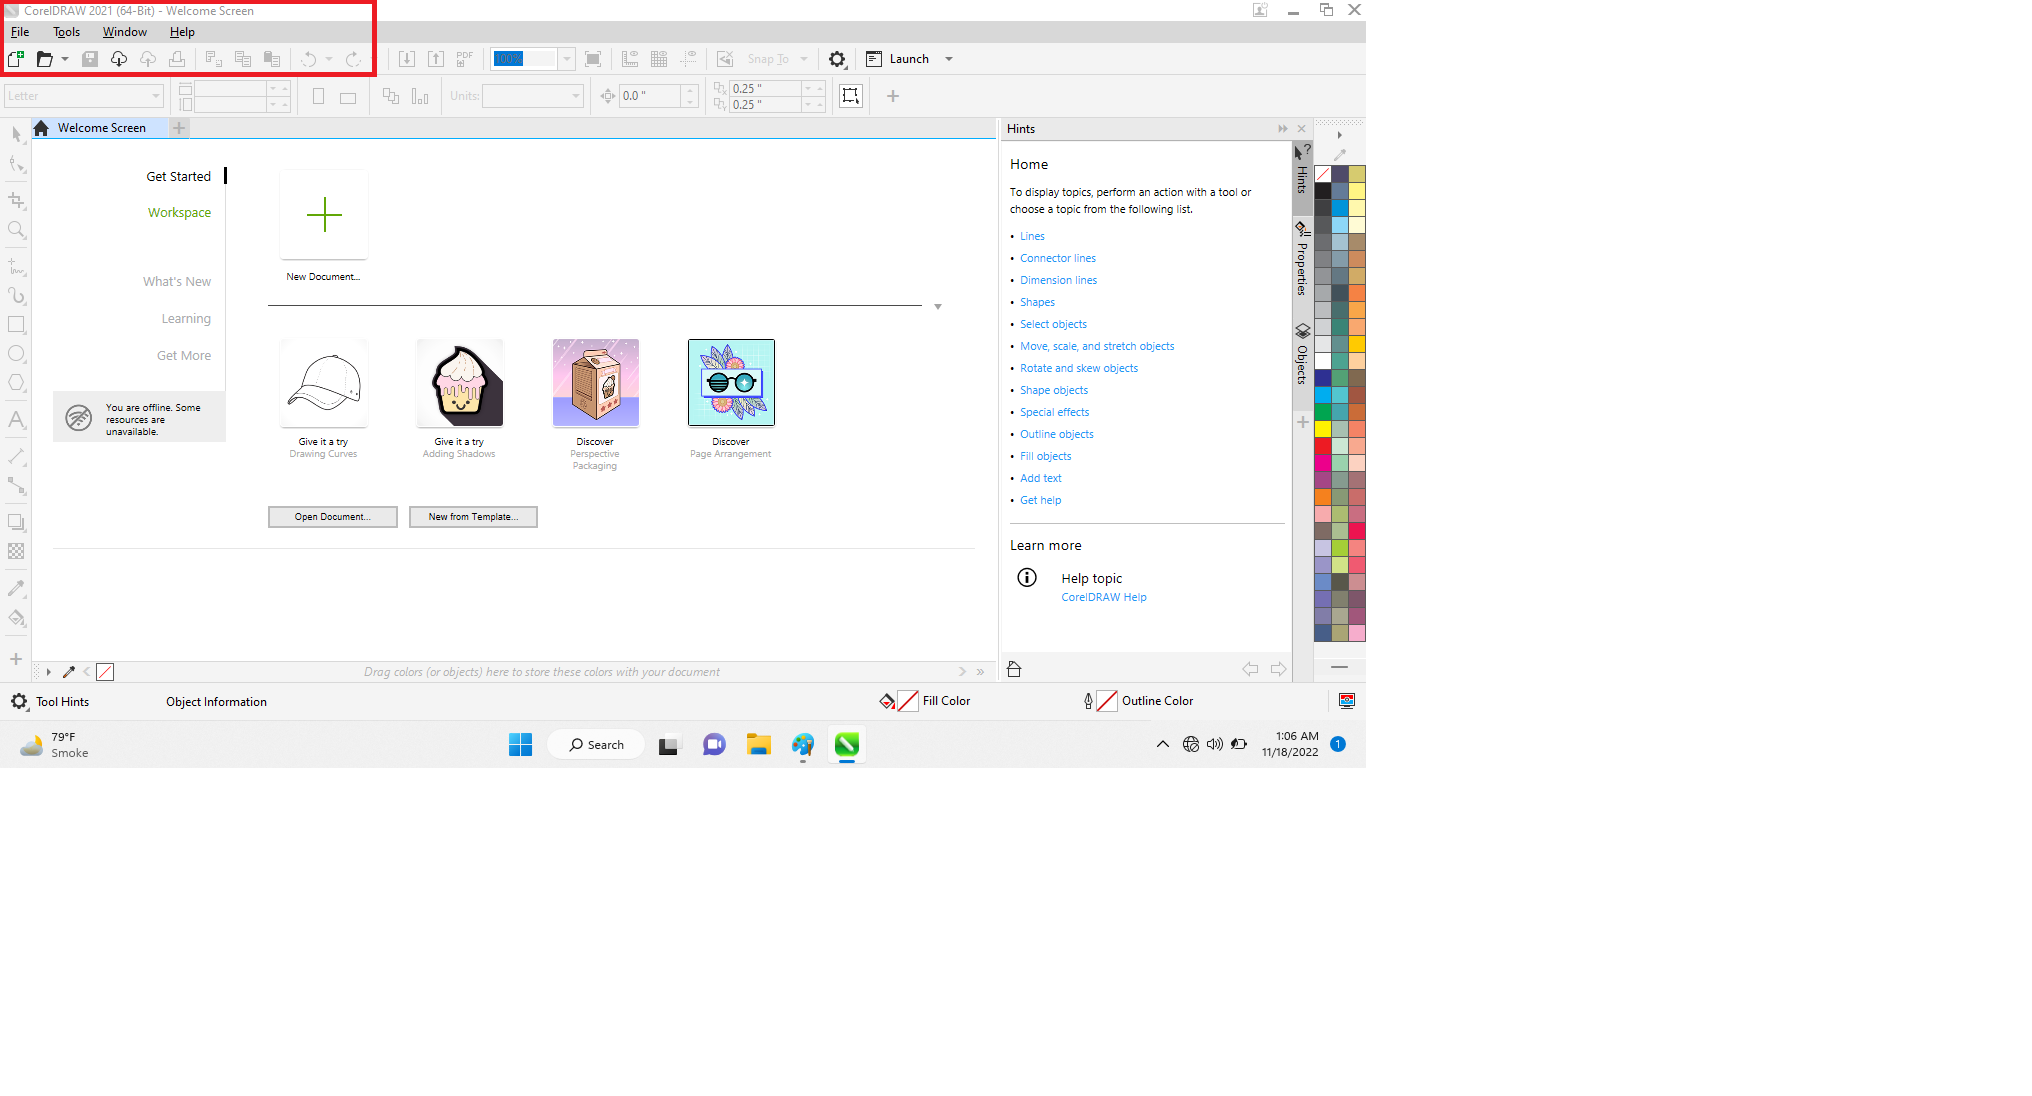 CorelDRAW 2021 (64-Bit) - Welcome Screen
File Tools Window Help
PDF 100% Snap To Launch
Letter Units: 0.0 " 0.25 "
0.25 "
Welcome Screen
Get Started
Workspace
What's New
Learning
Get More
You are offline. Some
resources are
unavailable.
New Document...
Give it a try
Drawing Curves
Give it a try
Adding Shadows
Discover
Perspective
Packaging
Discover
Page Arrangement
Open Document... New from Template...
Hints
Home
To display topics, perform an action with a tool or
choose a topic from the following list.
• Lines
• Connector lines
• Dimension lines
• Shapes
• Select objects
• Move, scale, and stretch objects
• Rotate and skew objects
• Shape objects
• Special effects
• Outline objects
• Fill objects
• Add text
• Get help
Learn more
Help topic
CorelDRAW Help
Hints
Properties
Objects
Drag colors (or objects) here to store these colors with your document
Tool Hints Object Information Fill Color Outline Color
79°F
Smoke
Search
1:06 AM
11/18/2022
1